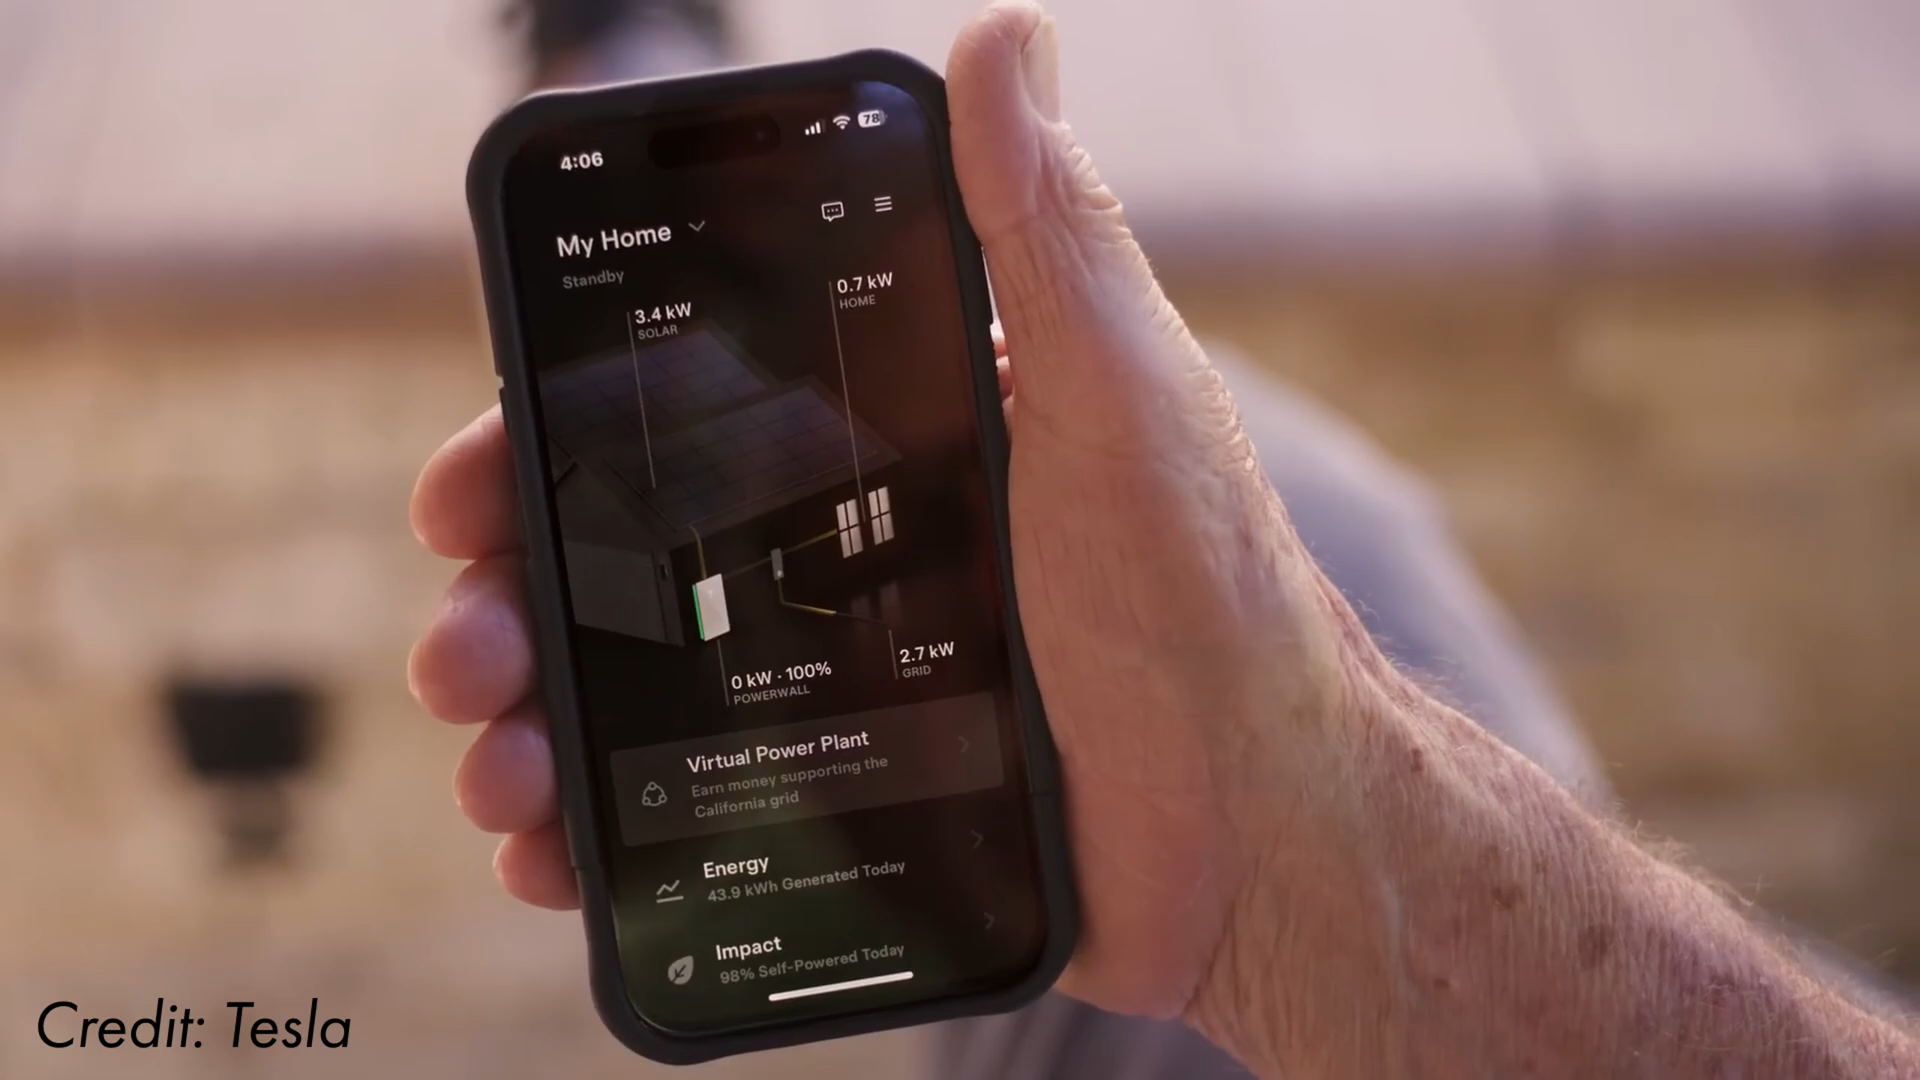 4:06
78
My Home
Standby
0.7 kW
HOME
3.4 kW
SOLAR
2.7 kW
GRID
0 kW · 100%
POWERWALL
Virtual Power Plant
Earn money supporting the
California grid
Energy
43.9 kWh Generated Today
Impact
98% Self-Powered Today
Credit: Tesla